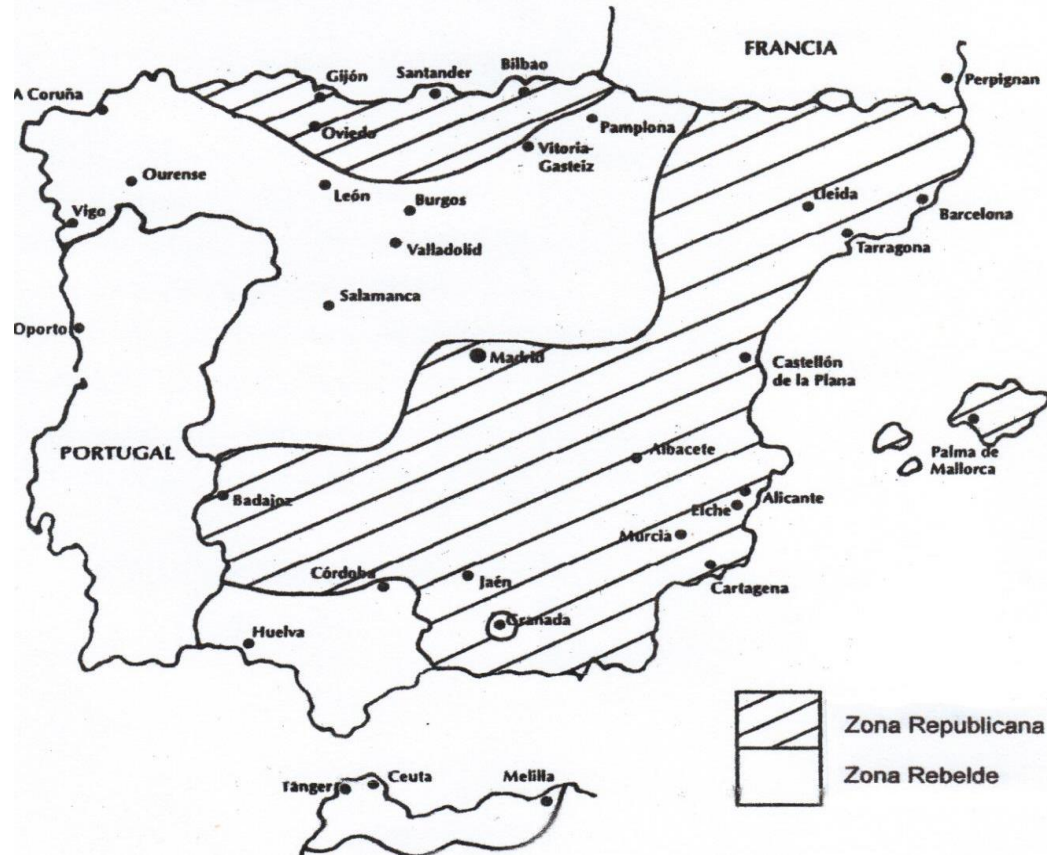 FRANCIA
Perpignan
A Coruña
Gijón
Santander
Bilbao
Oviedo
Pamplona
Vitoria-
Gasteiz
Ourense
León
Burgos
Lleida
Barcelona
Vigo
Valladolid
Tarragona
Salamanca
Oporto
Madrid
Castellón
de la Plana
PORTUGAL
Albacete
Palma de
Mallorca
Badajoz
Alicante
Elche
Murcia
Córdoba
Jaén
Cartagena
Granada
Huelva
Zona Republicana
Zona Rebelde
Tánger
Ceuta
Melilla